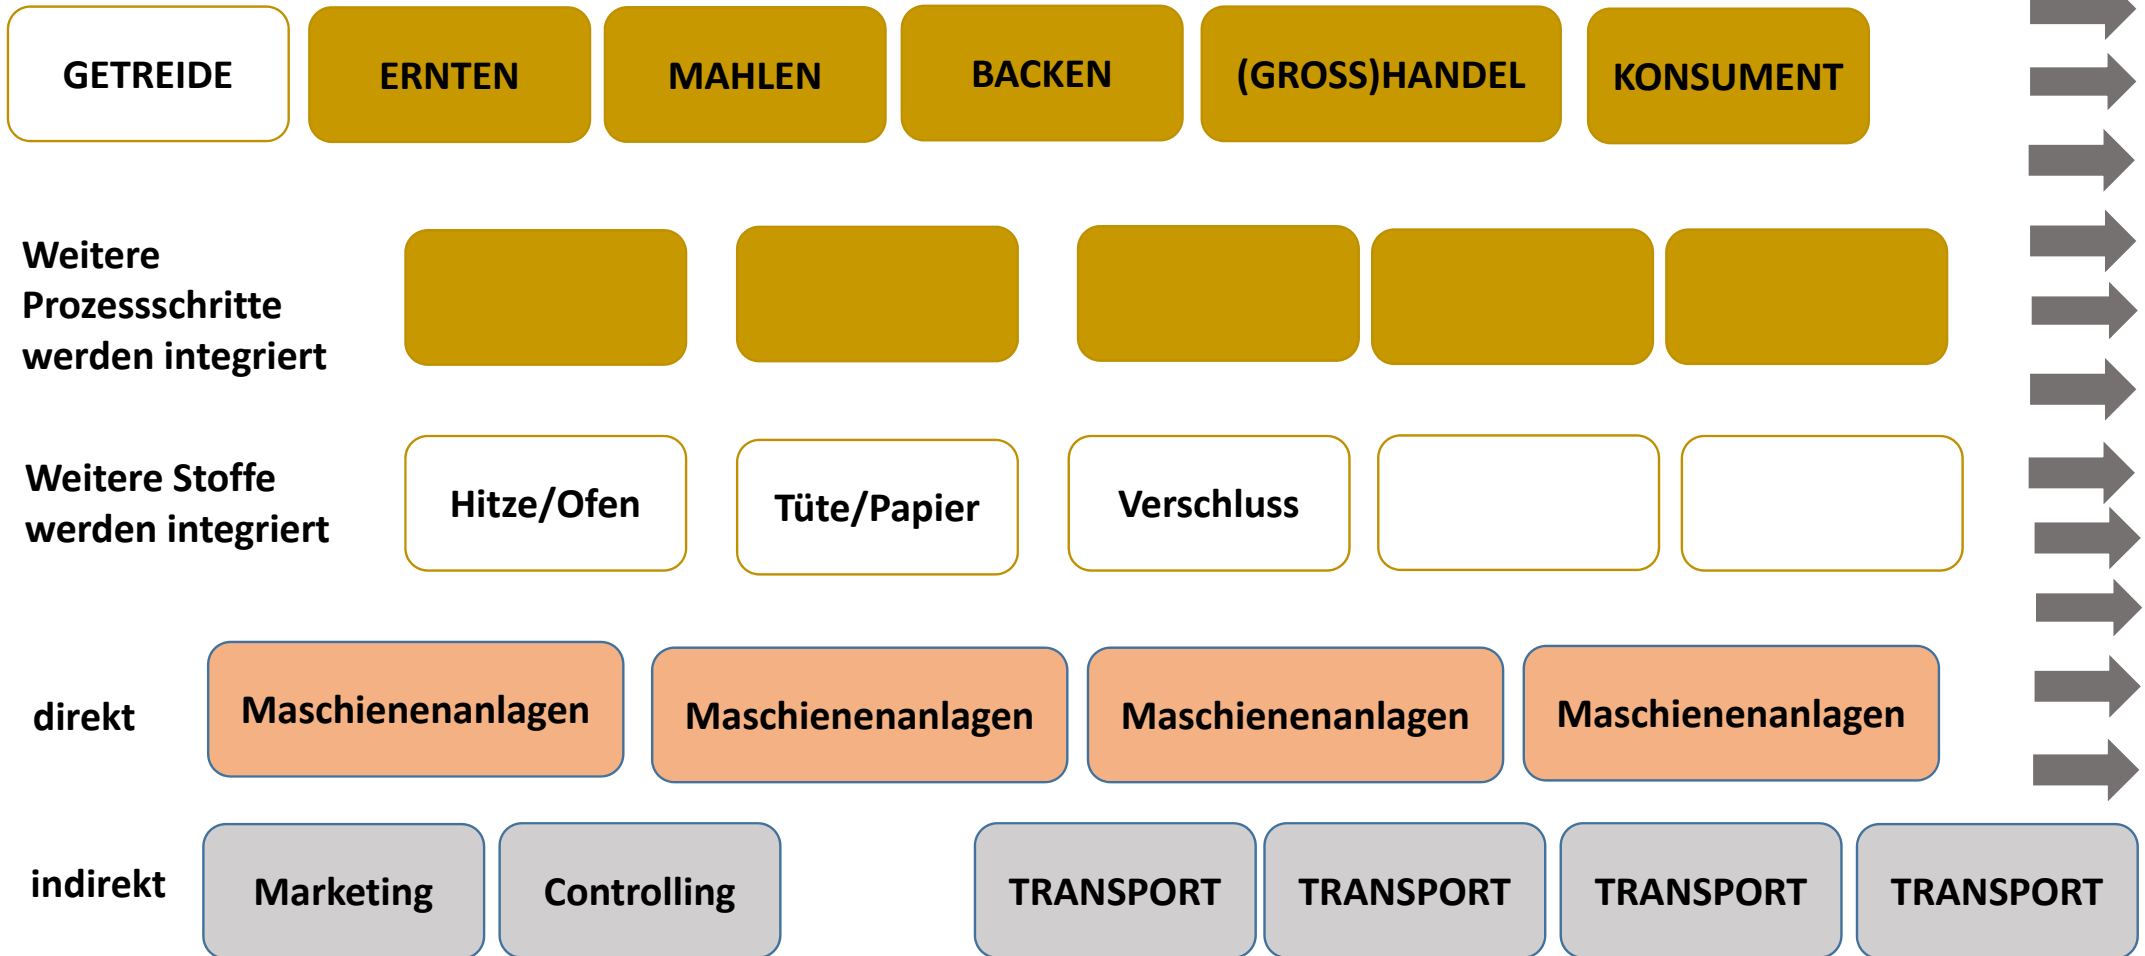 GETREIDE
ERNTEN
MAHLEN
BACKEN
(GROSS)HANDEL
KONSUMENT
Weitere
Prozessschritte
werden integriert
Weitere Stoffe
werden integriert
Hitze/Ofen
Tüte/Papier
Verschluss
direkt
Maschienenanlagen
Maschienenanlagen
Maschienenanlagen
Maschienenanlagen
indirekt
Marketing
Controlling
TRANSPORT
TRANSPORT
TRANSPORT
TRANSPORT